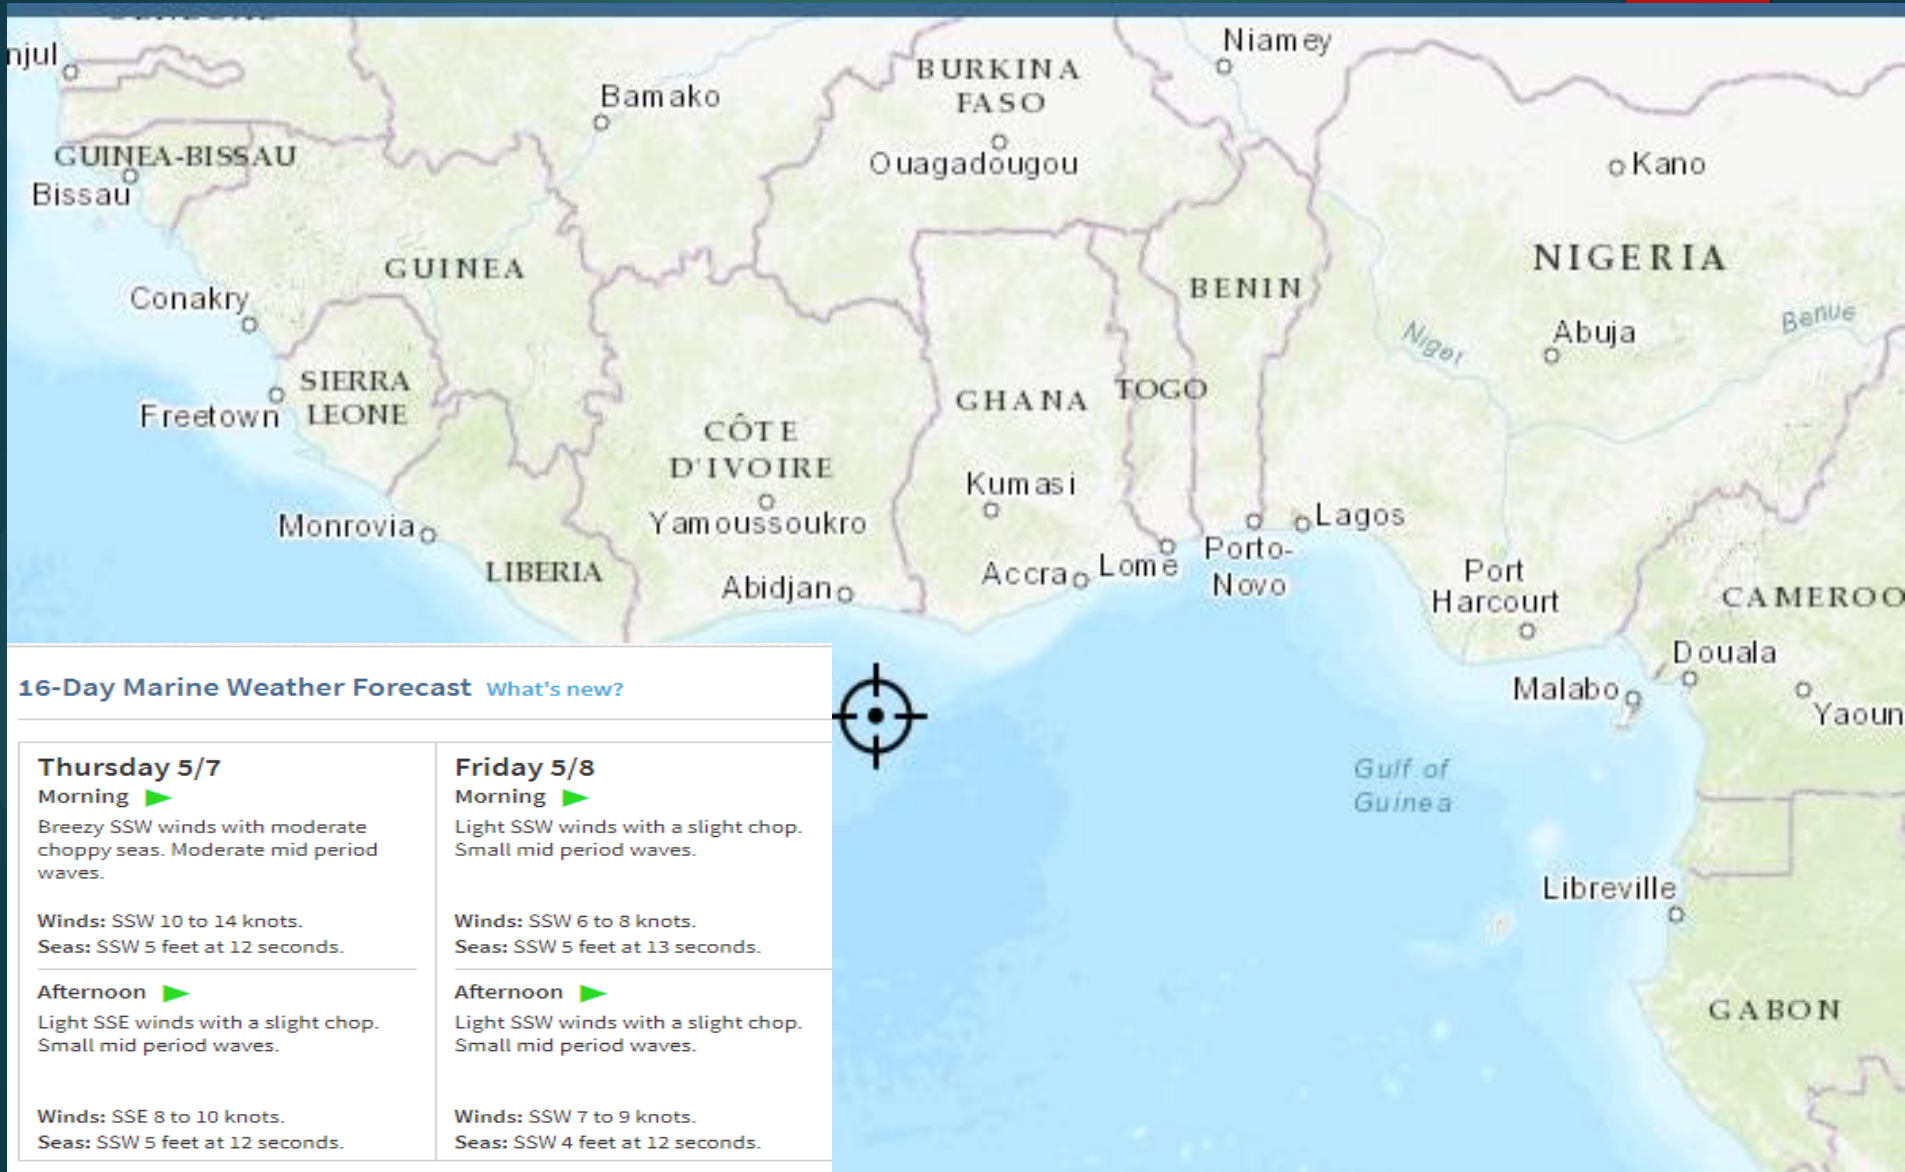 njul
Niamey
BURKINA
FASO
Bamako
Ouagadougou
GUINEA-BISSAU
Bissau
Kano
NIGERIA
GUINEA
BENIN
Conakry
Niger
Abuja
Benue
SIERRA
LEONE
Freetown
GHANA
TOGO
CÔTE
D'IVOIRE
Yamoussoukro
Kumasi
Monrovia
LIBERIA
Abidjan
Accra
Lome
Porto-
Novo
Lagos
Port
Harcourt
CAMEROO
Douala
Malabo
Yaoun
Gulf of
Guinea
Libreville
GABON
16-Day Marine Weather Forecast What's new?
Thursday 5/7
Morning
Breezy SSW winds with moderate
choppy seas. Moderate mid period
waves.
Winds: SSW 10 to 14 knots.
Seas: SSW 5 feet at 12 seconds.
Afternoon
Light SSE winds with a slight chop.
Small mid period waves.
Winds: SSE 8 to 10 knots.
Seas: SSW 5 feet at 12 seconds.
Friday 5/8
Morning
Light SSW winds with a slight chop.
Small mid period waves.
Winds: SSW 6 to 8 knots.
Seas: SSW 5 feet at 13 seconds.
Afternoon
Light SSW winds with a slight chop.
Small mid period waves.
Winds: SSW 7 to 9 knots.
Seas: SSW 4 feet at 12 seconds.